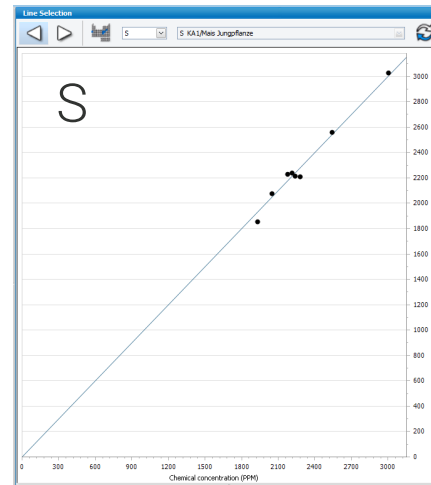 Line Selection
S
S KA1/Mais Jungpflanze
S
3000
2800
2600
2400
2200
2000
1800
1600
1400
1200
1000
800
600
400
200
0
0 300 600 900 1200 1500 1800 2100 2400 2700 3000
Chemical concentration (PPM)